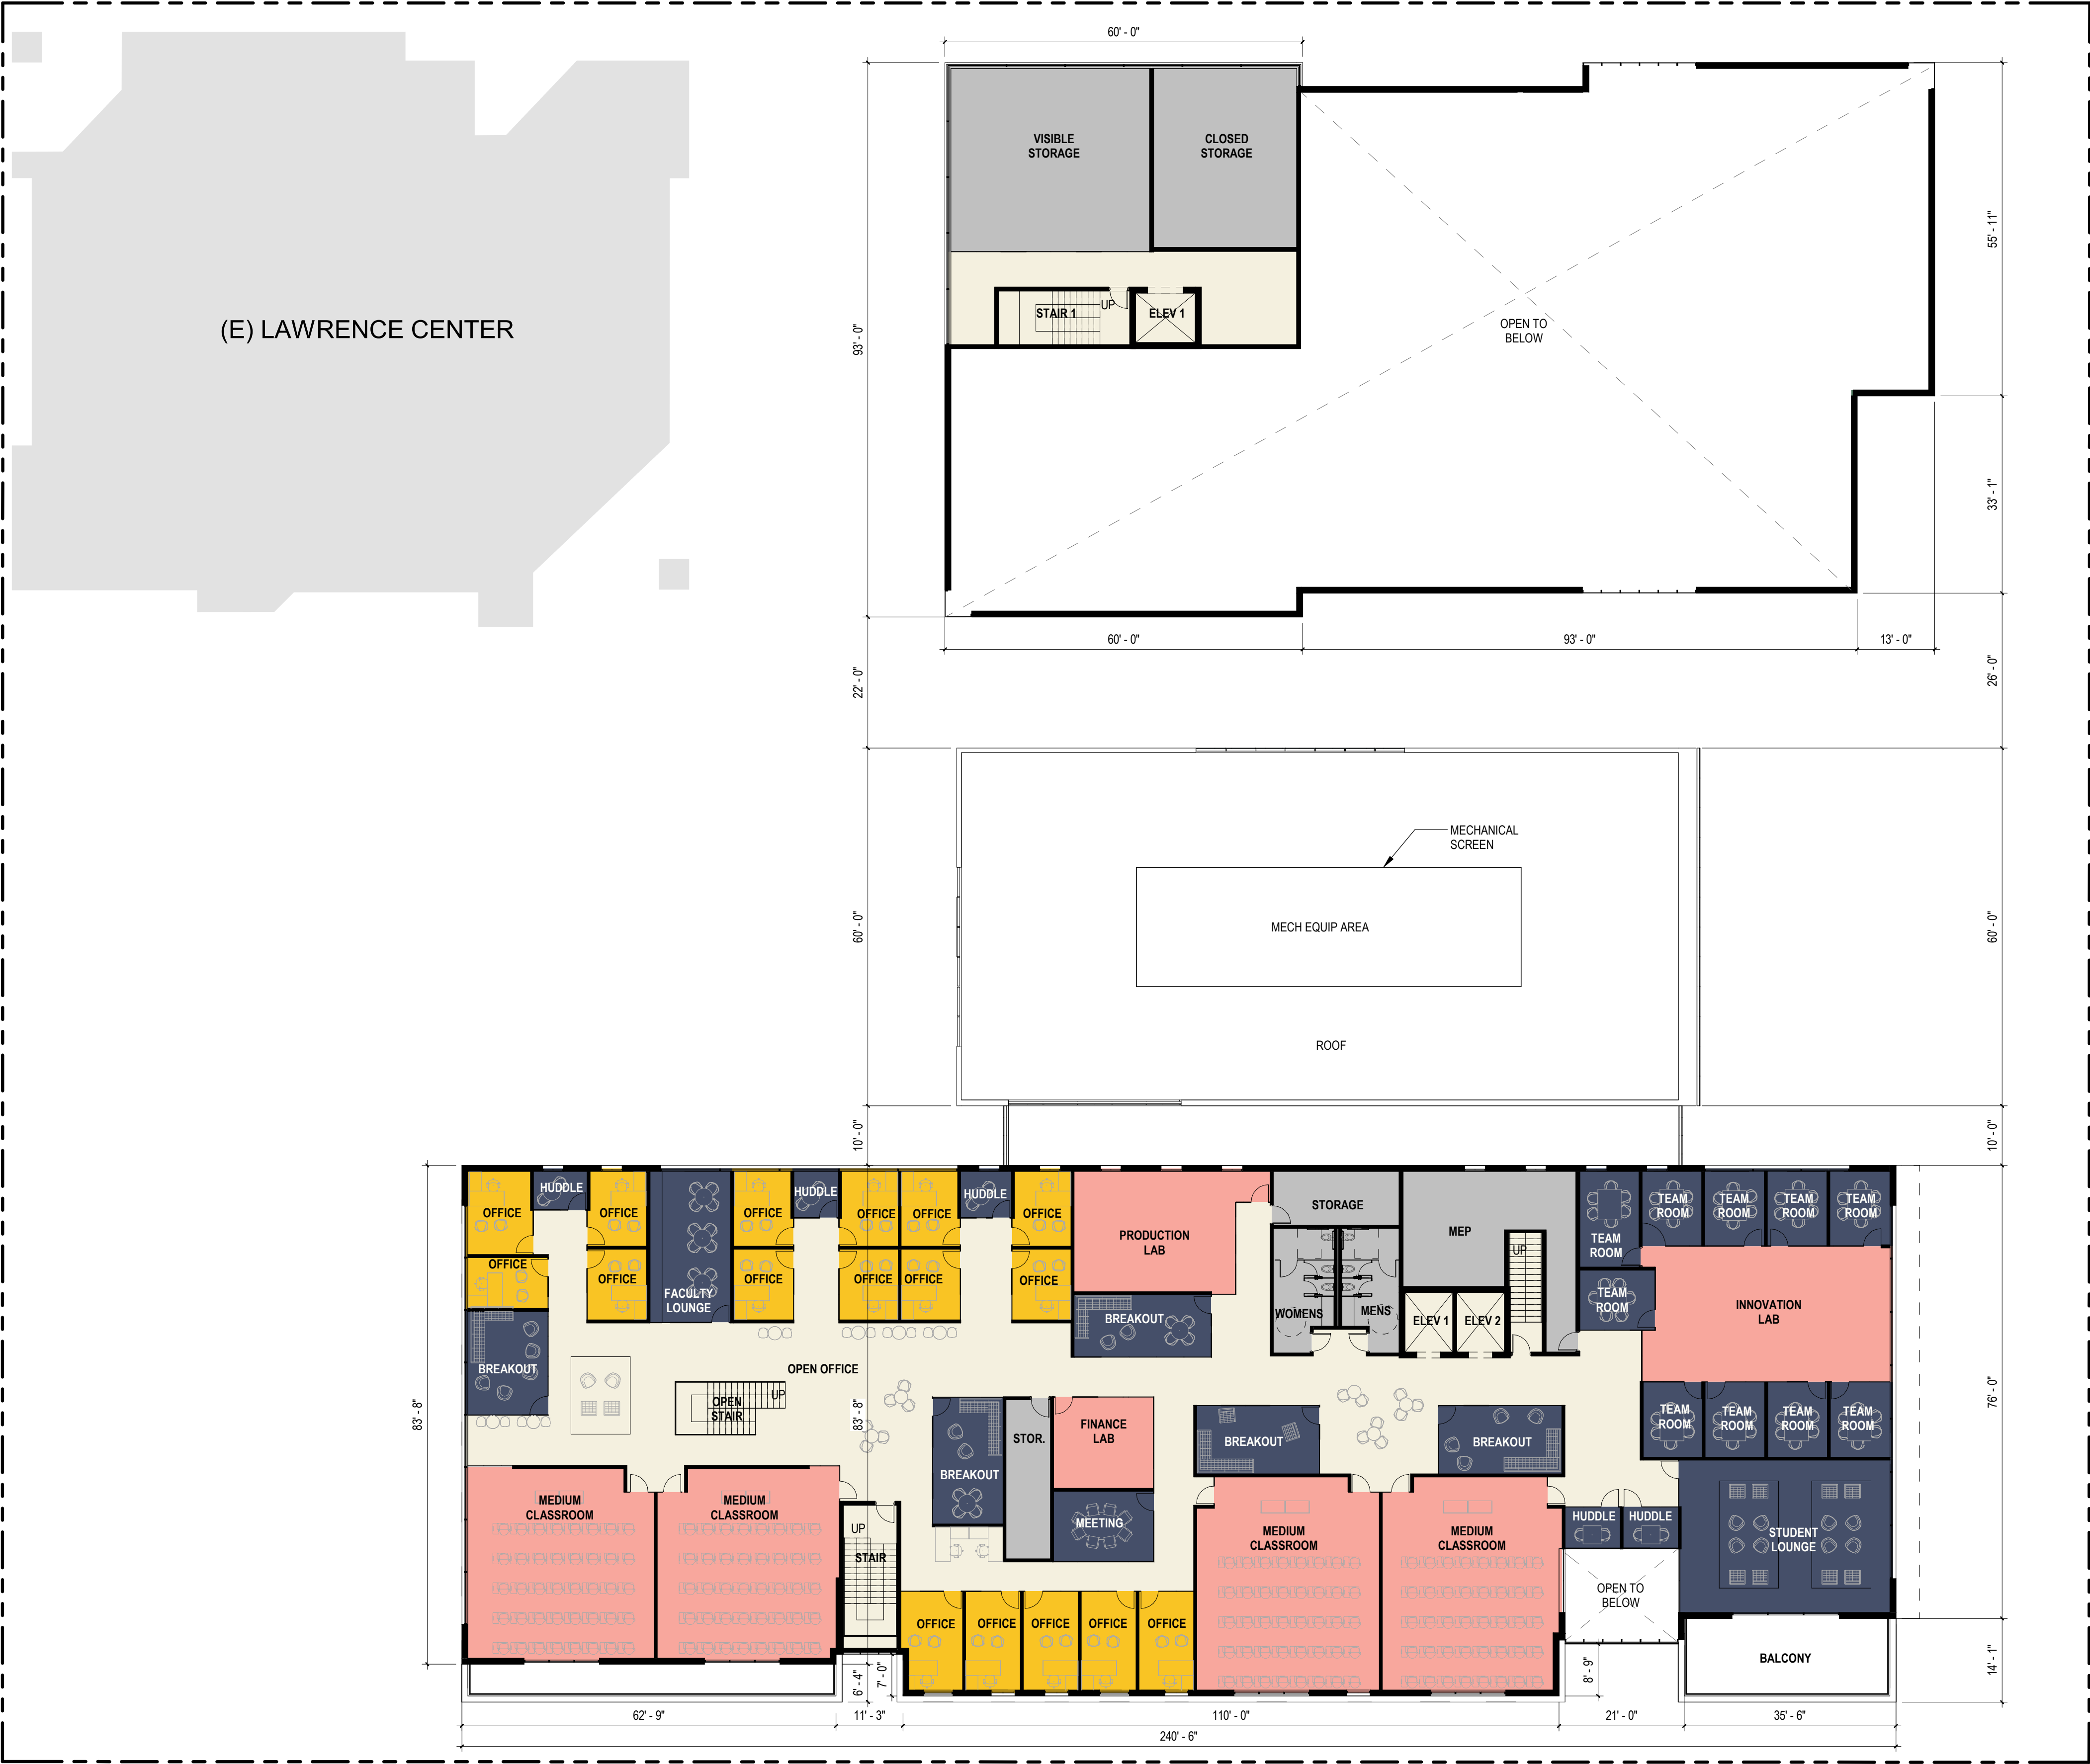 60' - 0"
VISIBLE
STORAGE
CLOSED
STORAGE
55' - 11"
(E) LAWRENCE CENTER
93' - 0"
UP
STAIR 1
ELEV 1
OPEN TO
BELOW
33' - 1"
60' - 0"
93' - 0"
13' - 0"
22' - 0"
26' - 0"
MECHANICAL
SCREEN
60' - 0"
MECH EQUIP AREA
60' - 0"
ROOF
10' - 0"
10' - 0"
OFFICE
HUDDLE
OFFICE
FACULTY
LOUNGE
OFFICE
HUDDLE
OFFICE
OFFICE
HUDDLE
OFFICE
PRODUCTION
LAB
STORAGE
MEP
TEAM
ROOM
TEAM
ROOM
TEAM
ROOM
TEAM
ROOM
TEAM
ROOM
OFFICE
OFFICE
OFFICE
OFFICE
OFFICE
OFFICE
UP
TEAM
ROOM
INNOVATION
LAB
WOMENS
MENS
ELEV 1
ELEV 2
BREAKOUT
BREAKOUT
OPEN OFFICE
83' - 8"
OPEN
STAIR
UP
83' - 8"
76' - 0"
BREAKOUT
STOR.
FINANCE
LAB
BREAKOUT
BREAKOUT
TEAM
ROOM
TEAM
ROOM
TEAM
ROOM
TEAM
ROOM
MEDIUM
CLASSROOM
MEDIUM
CLASSROOM
UP
STAIR
MEETING
MEDIUM
CLASSROOM
MEDIUM
CLASSROOM
HUDDLE
HUDDLE
STUDENT
LOUNGE
OPEN TO
BELOW
OFFICE
OFFICE
OFFICE
OFFICE
OFFICE
BALCONY
6' - 4"
7' - 0"
8' - 9"
14' - 1"
62' - 9"
11' - 3"
110' - 0"
21' - 0"
35' - 6"
240' - 6"